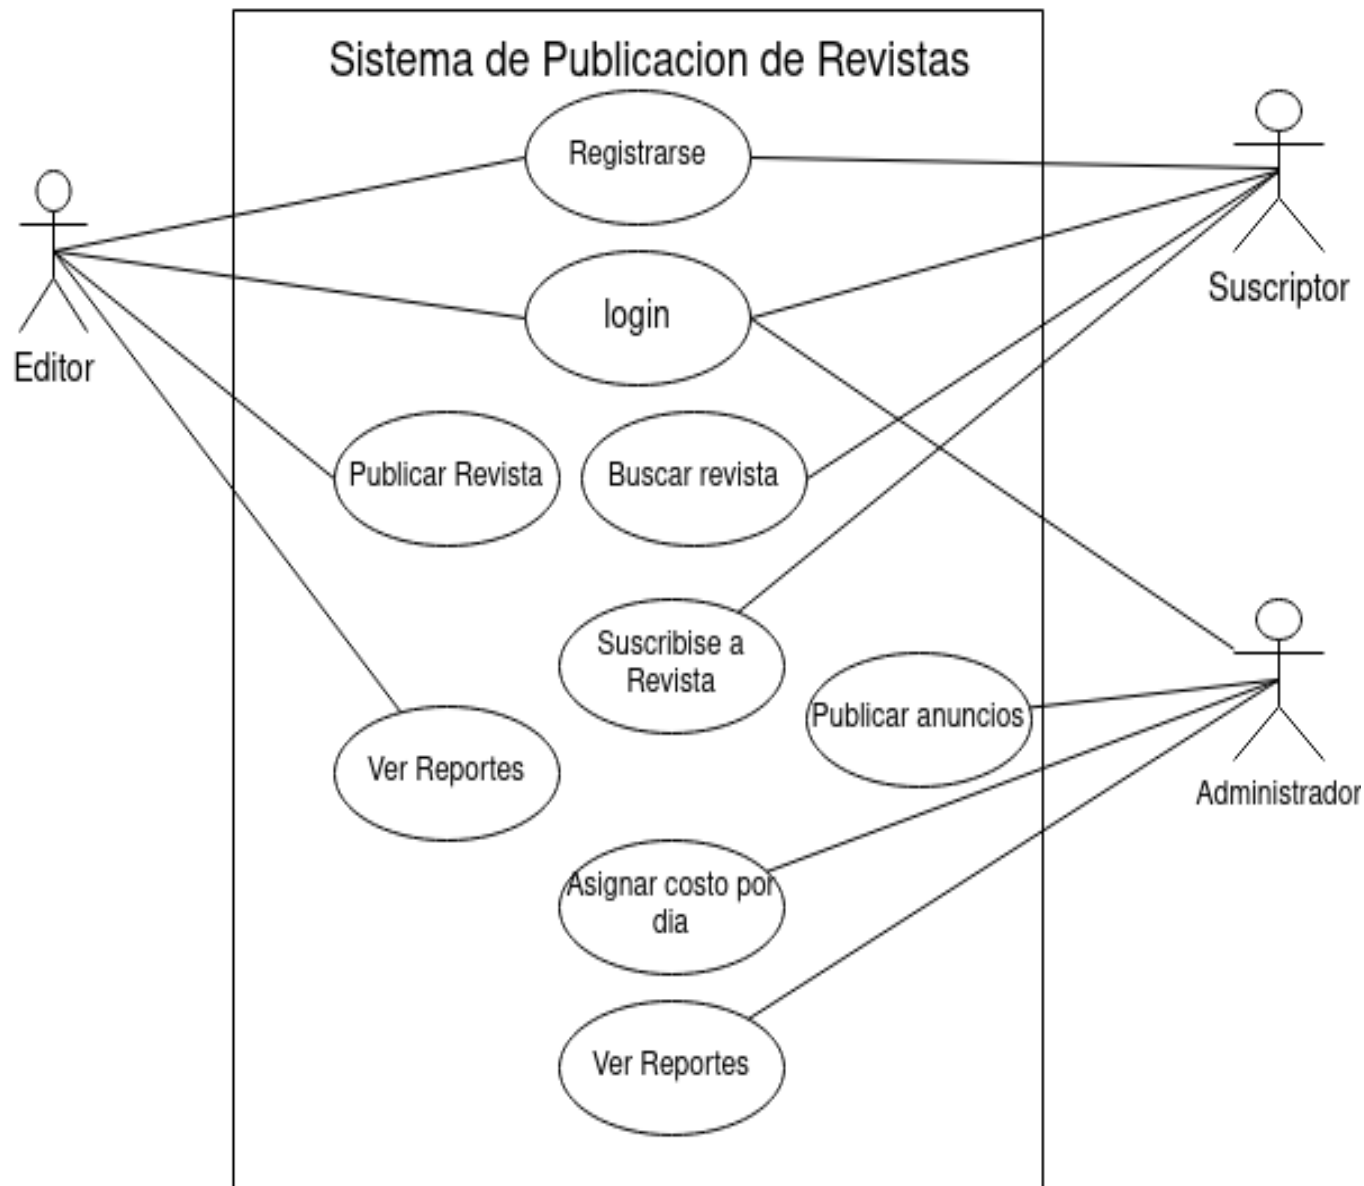 Sistema de Publicacion de Revistas
Registrarse
Suscriptor
login
Editor
Publicar Revista
Buscar revista
Suscribise a
Revista
Publicar anuncios
Administrador
Ver Reportes
Asignar costo por
dia
Ver Reportes